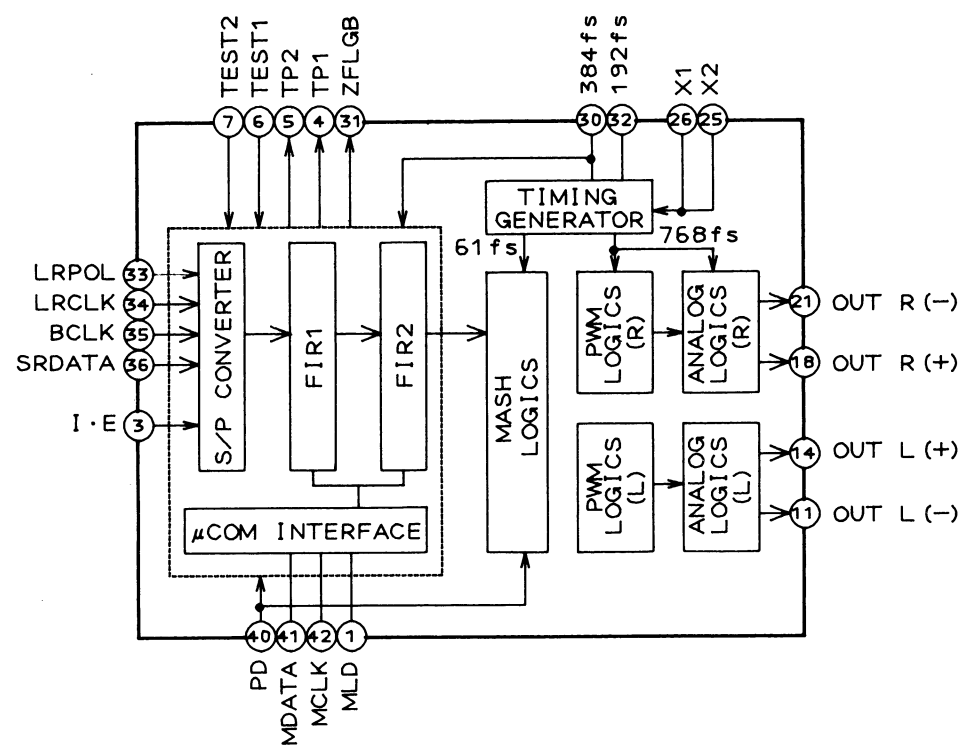 TEST2
TEST1
TP2
TP1
ZFLGB
384fs
192fs
X1
X2
7
6
5
4
31
30
32
26
25
TIMING
GENERATOR
61fs
768fs
LRPOL 33
LRCLK 34
BCLK 35
SRDATA 36
I·E 3
S/P CONVERTER
FIR1
FIR2
MASH
LOGICS
PWM
LOGICS
(R)
ANALOG
LOGICS
(R)
21 OUT R (−)
18 OUT R (+)
PWM
LOGICS
(L)
ANALOG
LOGICS
(L)
14 OUT L (+)
11 OUT L (−)
μCOM INTERFACE
40
41
42
1
PD
MDATA
MCLK
MLD